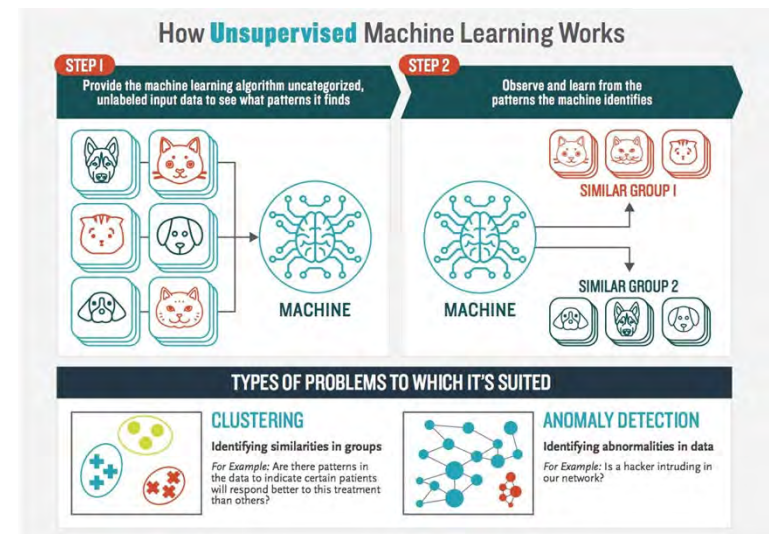 How Unsupervised Machine Learning Works
STEP 1
Provide the machine learning algorithm uncategorized,
unlabeled input data to see what patterns it finds
STEP 2
Observe and learn from the
patterns the machine identifies
MACHINE
MACHINE
SIMILAR GROUP 1
SIMILAR GROUP 2
TYPES OF PROBLEMS TO WHICH IT'S SUITED
CLUSTERING
Identifying similarities in groups
For Example: Are there patterns in
the data to indicate certain patients
will respond better to this treatment
than others?
ANOMALY DETECTION
Identifying abnormalities in data
For Example: Is a hacker intruding in
our network?